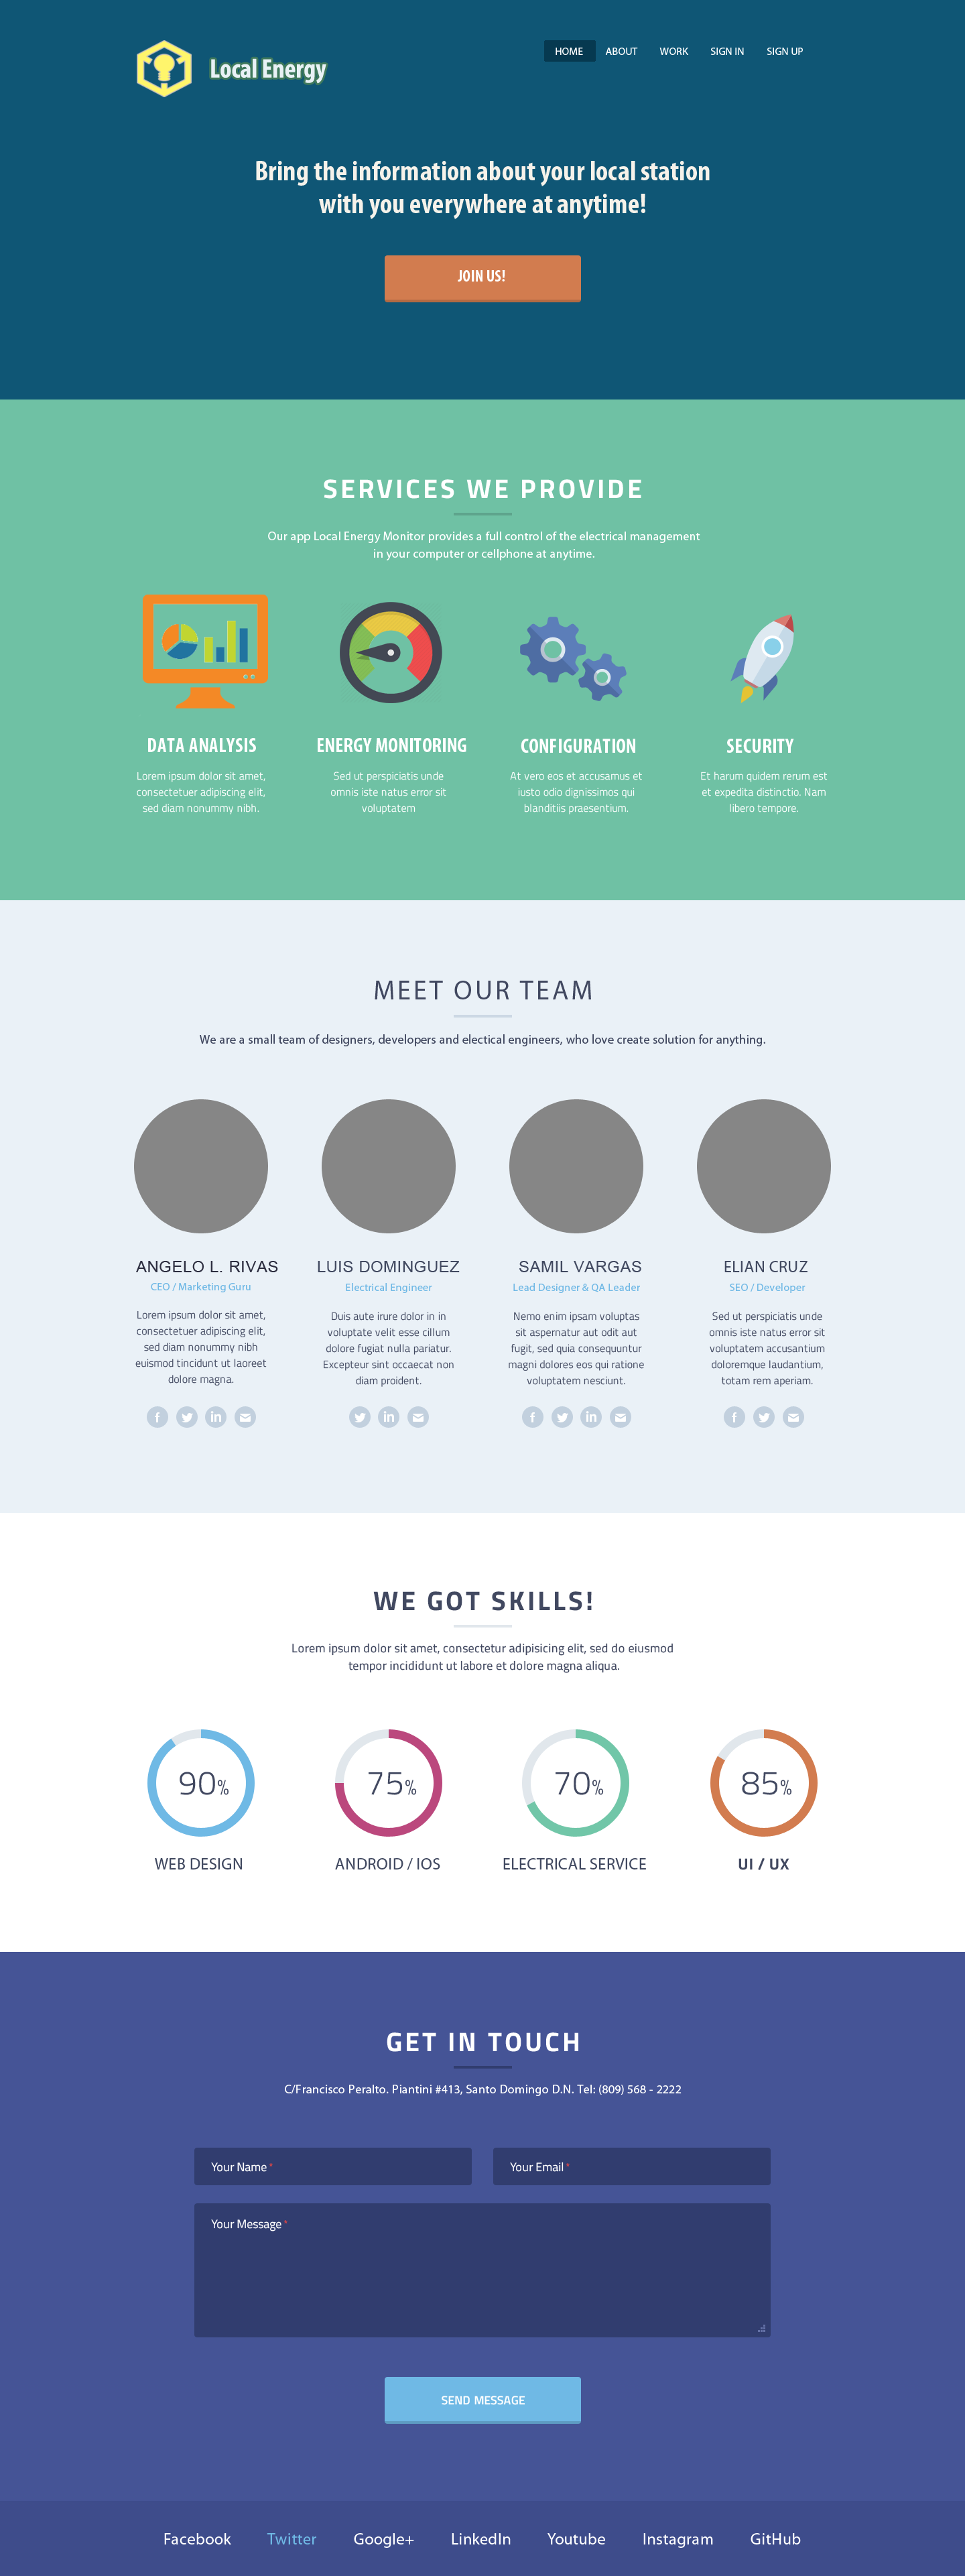 Local Energy
HOME ABOUT WORK SIGN IN SIGN UP
Bring the information about your local station
with you everywhere at anytime!
JOIN US!
SERVICES WE PROVIDE
Our app Local Energy Monitor provides a full control of the electrical management
in your computer or cellphone at anytime.
DATA ANALYSIS
Lorem ipsum dolor sit amet,
consectetuer adipiscing elit,
sed diam nonummy nibh.
ENERGY MONITORING
Sed ut perspiciatis unde
omnis iste natus error sit
voluptatem
CONFIGURATION
At vero eos et accusamus et
iusto odio dignissimos qui
blanditiis praesentium.
SECURITY
Et harum quidem rerum est
et expedita distinctio. Nam
libero tempore.
MEET OUR TEAM
We are a small team of designers, developers and electical engineers, who love create solution for anything.
ANGELO L. RIVAS
CEO / Marketing Guru
Lorem ipsum dolor sit amet,
consectetuer adipiscing elit,
sed diam nonummy nibh
euismod tincidunt ut laoreet
dolore magna.
LUIS DOMINGUEZ
Electrical Engineer
Duis aute irure dolor in in
voluptate velit esse cillum
dolore fugiat nulla pariatur.
Excepteur sint occaecat non
diam proident.
SAMIL VARGAS
Lead Designer & QA Leader
Nemo enim ipsam voluptas
sit aspernatur aut odit aut
fugit, sed quia consequuntur
magni dolores eos qui ratione
voluptatem nesciunt.
ELIAN CRUZ
SEO / Developer
Sed ut perspiciatis unde
omnis iste natus error sit
voluptatem accusantium
doloremque laudantium,
totam rem aperiam.
WE GOT SKILLS!
Lorem ipsum dolor sit amet, consectetur adipisicing elit, sed do eiusmod
tempor incididunt ut labore et dolore magna aliqua.
90%
WEB DESIGN
75%
ANDROID / IOS
70%
ELECTRICAL SERVICE
85%
UI / UX
GET IN TOUCH
C/Francisco Peralto. Piantini #413, Santo Domingo D.N. Tel: (809) 568 - 2222
Your Name*
Your Email*
Your Message*
SEND MESSAGE
Facebook Twitter Google+ LinkedIn Youtube Instagram GitHub